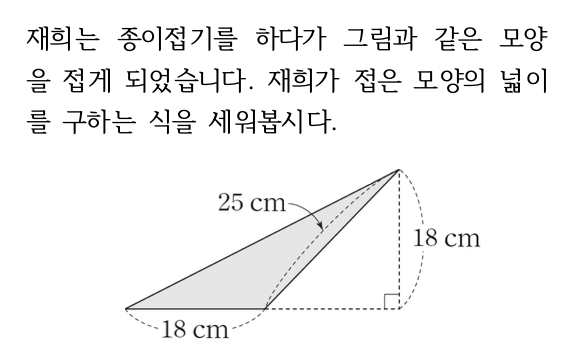 재희는 종이접기를 하다가 그림과 같은 모양
을 접게 되었습니다. 재희가 접은 모양의 넓이
를 구하는 식을 세워봅시다.
25 cm
18 cm
18 cm